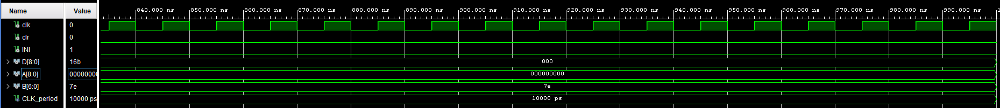 Name Value 840.000 ns 850.000 ns 860.000 ns 870.000 ns 880.000 ns 890.000 ns 900.000 ns 910.000 ns 920.000 ns 930.000 ns 940.000 ns 950.000 ns 960.000 ns 970.000 ns 980.000 ns 990.000 ns
clk 0
clr 0
INI 1
D[8:0] 16b 000
A[8:0] 00000000 000000000
B[6:0] 7e 7e
CLK_period 10000 ps 10000 ps